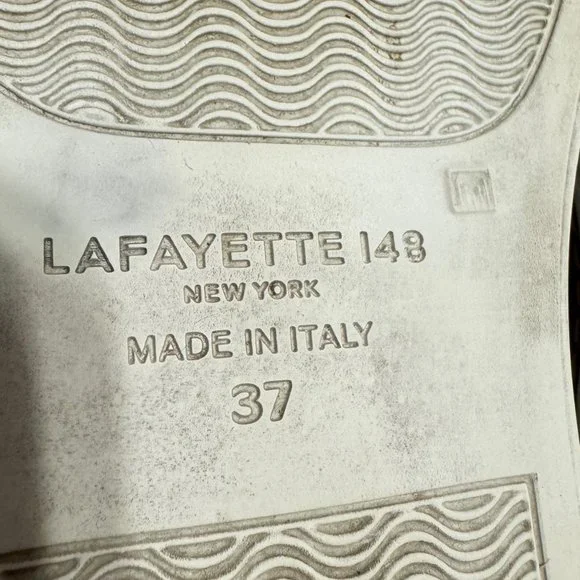 LAFAYETTE 148
NEW YORK
MADE IN ITALY
37